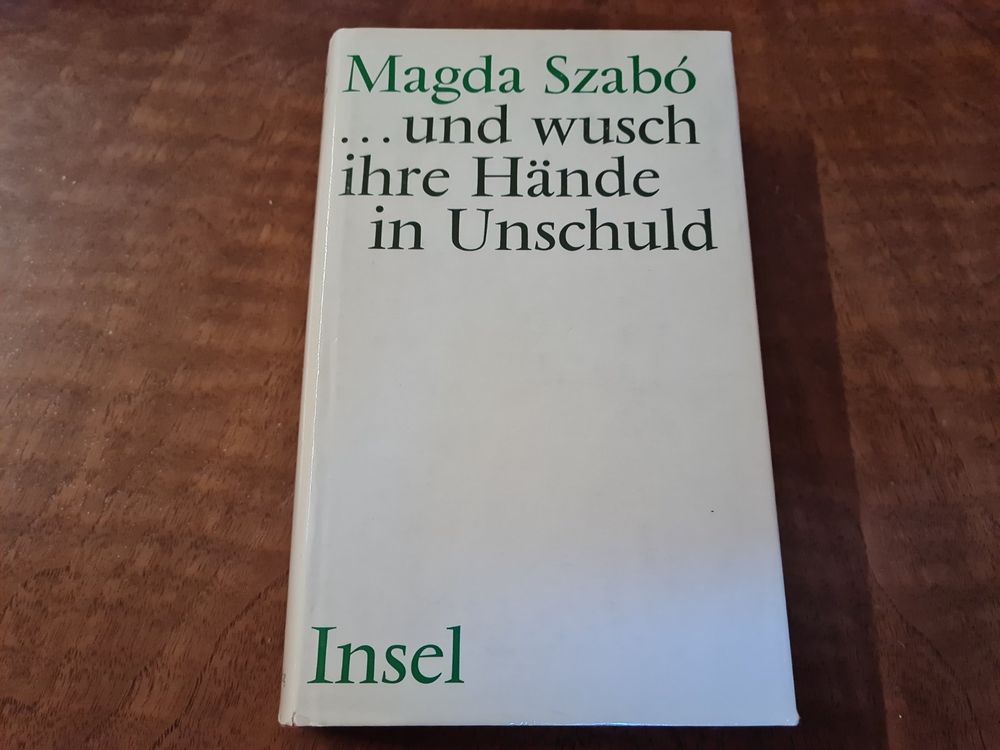 Magda Szabó
...und wusch
ihre Hände
in Unschuld
Insel